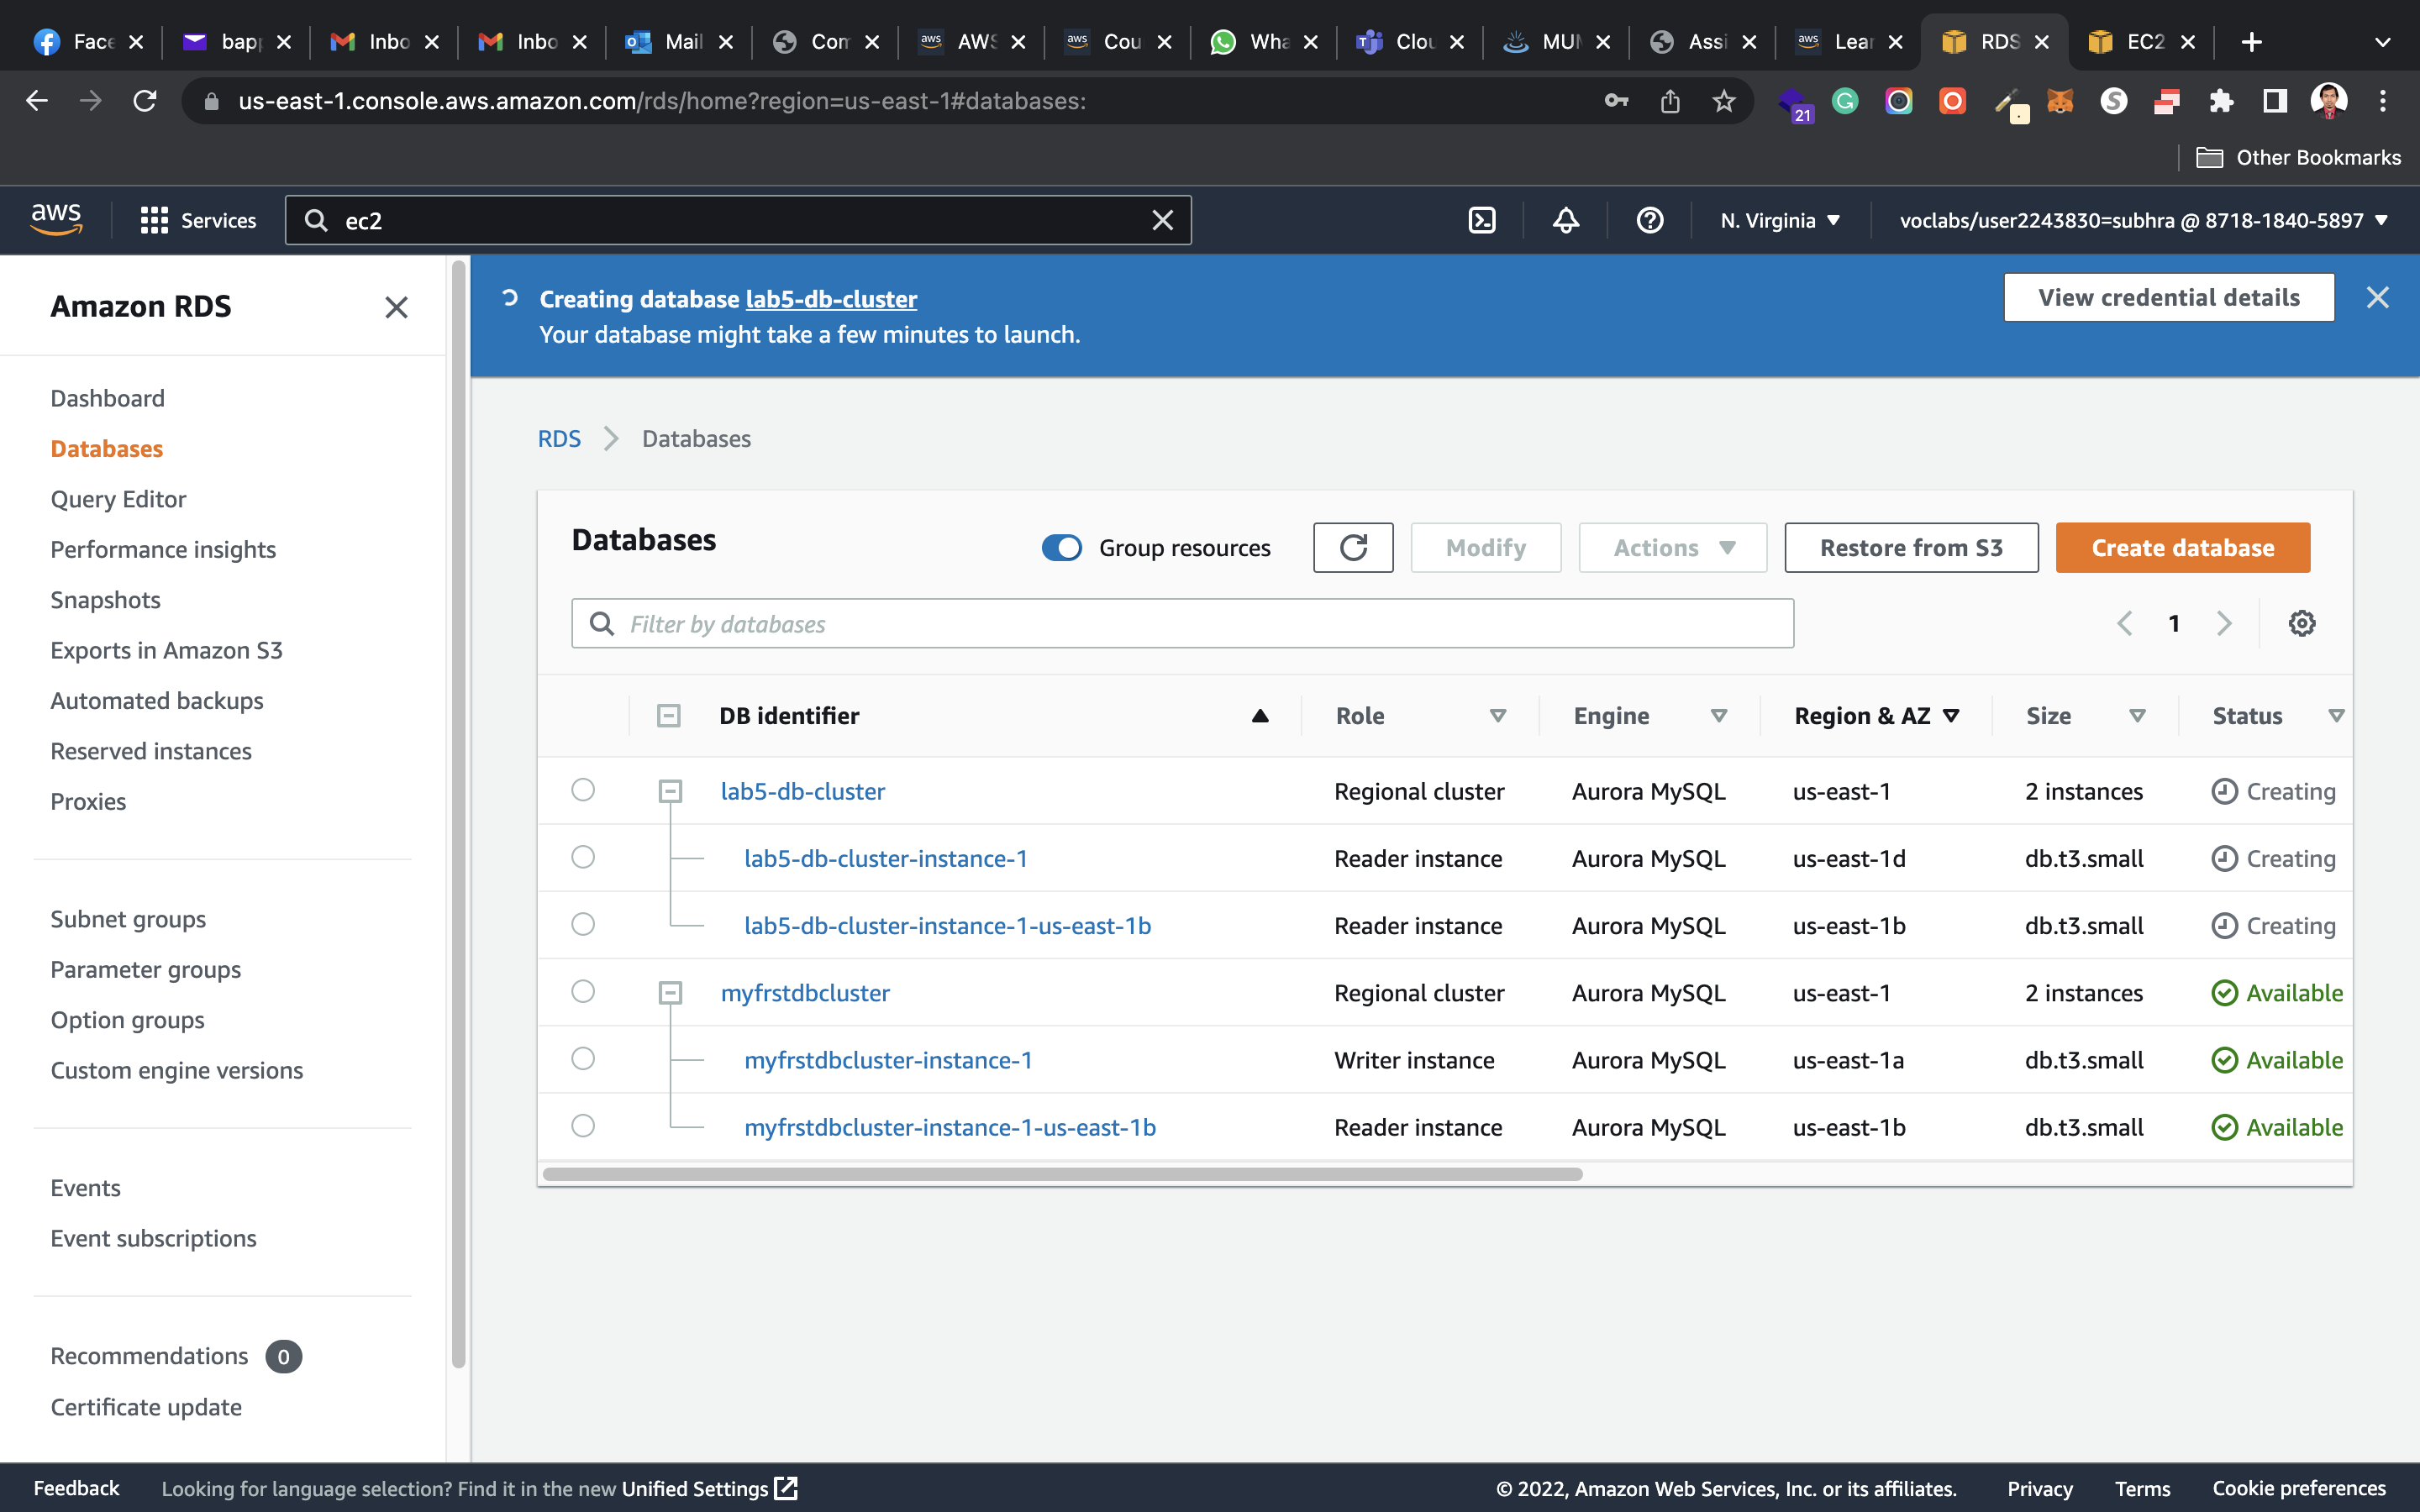 Face
bap
Inbo
Inbo
Mail
Com
aws
AWS
aws
Cou
Wha
Clou
MUM
Assi
aws
Lear
RDS
EC2
us-east-1.console.aws.amazon.com/rds/home?region=us-east-1#databases:
21
Other Bookmarks
aws
Services
ec2
N. Virginia
voclabs/user2243830=subhra @ 8718-1840-5897
Amazon RDS
Dashboard
Databases
Query Editor
Performance insights
Snapshots
Exports in Amazon S3
Automated backups
Reserved instances
Proxies
Subnet groups
Parameter groups
Option groups
Custom engine versions
Events
Event subscriptions
Recommendations 0
Certificate update
Creating database lab5-db-cluster
Your database might take a few minutes to launch.
View credential details
RDS > Databases
Databases
Group resources
Modify
Actions
Restore from S3
Create database
Filter by databases
1
DB identifier Role Engine Region & AZ Size Status
lab5-db-cluster Regional cluster Aurora MySQL us-east-1 2 instances Creating
lab5-db-cluster-instance-1 Reader instance Aurora MySQL us-east-1d db.t3.small Creating
lab5-db-cluster-instance-1-us-east-1b Reader instance Aurora MySQL us-east-1b db.t3.small Creating
myfrstdbcluster Regional cluster Aurora MySQL us-east-1 2 instances Available
myfrstdbcluster-instance-1 Writer instance Aurora MySQL us-east-1a db.t3.small Available
myfrstdbcluster-instance-1-us-east-1b Reader instance Aurora MySQL us-east-1b db.t3.small Available
Feedback
Looking for language selection? Find it in the new Unified Settings
© 2022, Amazon Web Services, Inc. or its affiliates.
Privacy
Terms
Cookie preferences